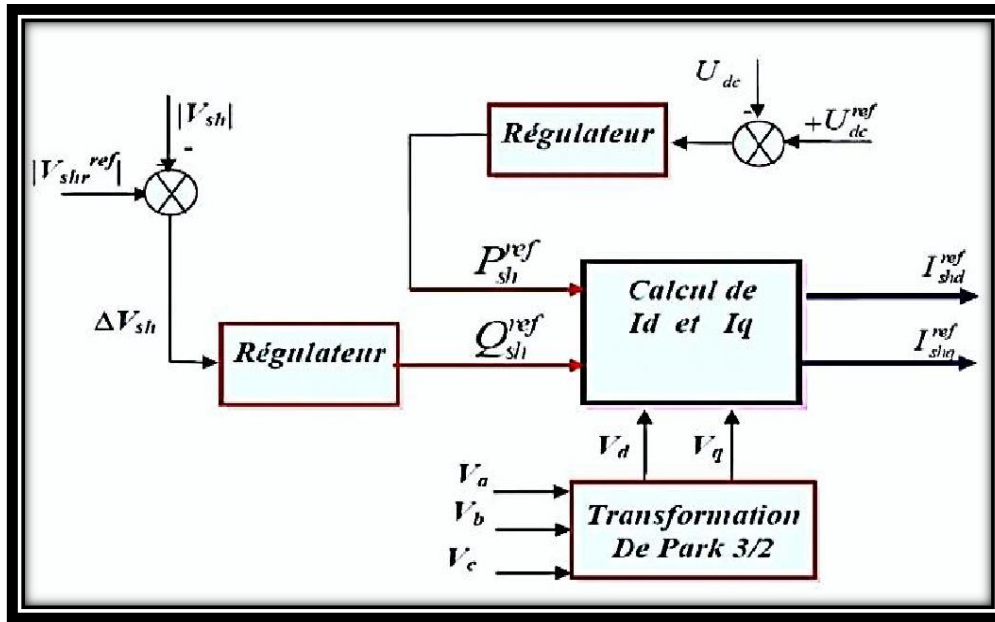 U_dc
|V_sh|
-
-
Régulateur
+U_dc^ref
|V_shr^ref|
-
P_sh^ref
Calcul de
Id et Iq
I_shd^ref
ΔV_sh
Régulateur
Q_sh^ref
I_shq^ref
V_d
V_q
V_a
V_b
V_c
Transformation
De Park 3/2